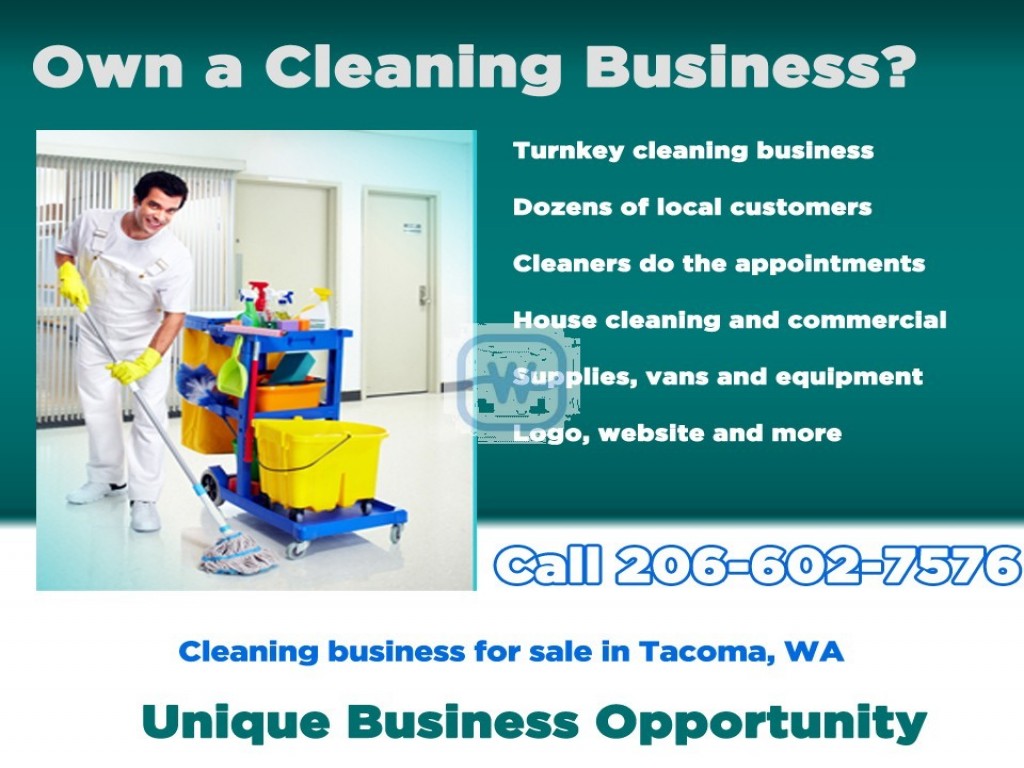 Own a Cleaning Business?
Turnkey cleaning business
Dozens of local customers
Cleaners do the appointments
House cleaning and commercial
Supplies, vans and equipment
Logo, website and more
W
Call 206-602-7576
Cleaning business for sale in Tacoma, WA
Unique Business Opportunity